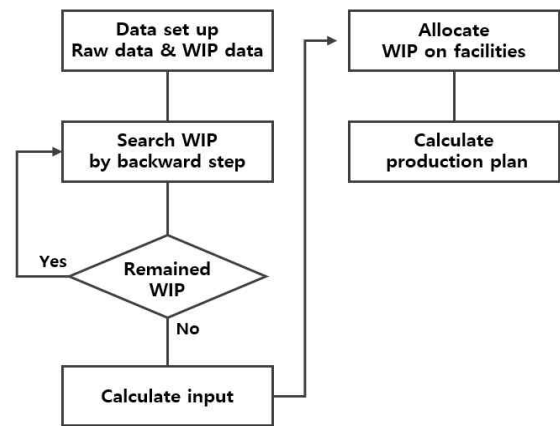 Data set up
Raw data & WIP data
Search WIP
by backward step
Yes
Remained
WIP
No
Calculate input
Allocate
WIP on facilities
Calculate
production plan